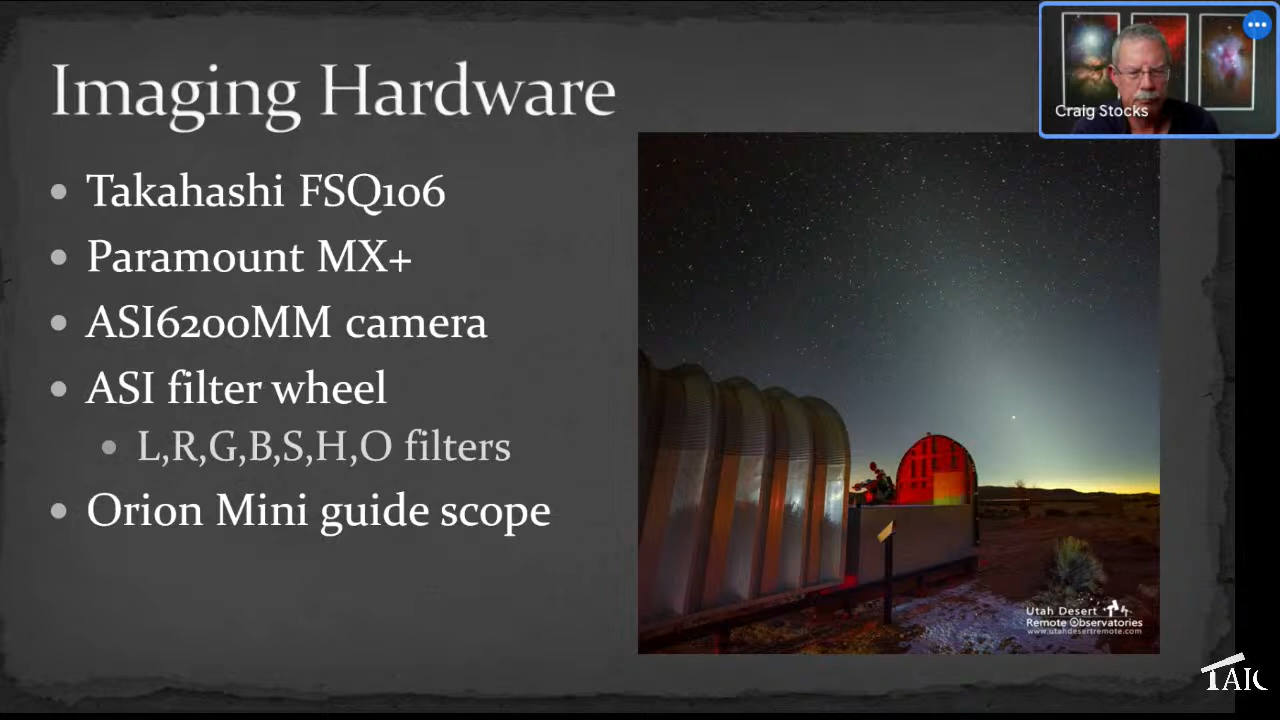 Imaging Hardware
Craig Stocks
Takahashi FSQ106
Paramount MX+
ASI6200MM camera
ASI filter wheel
L,R,G,B,S,H,O filters
Orion Mini guide scope
Utah Desert
Remote Observatories
www.utahdesertremote.com
TAIC